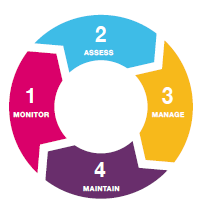 1
MONITOR
2
ASSESS
3
MANAGE
4
MAINTAIN